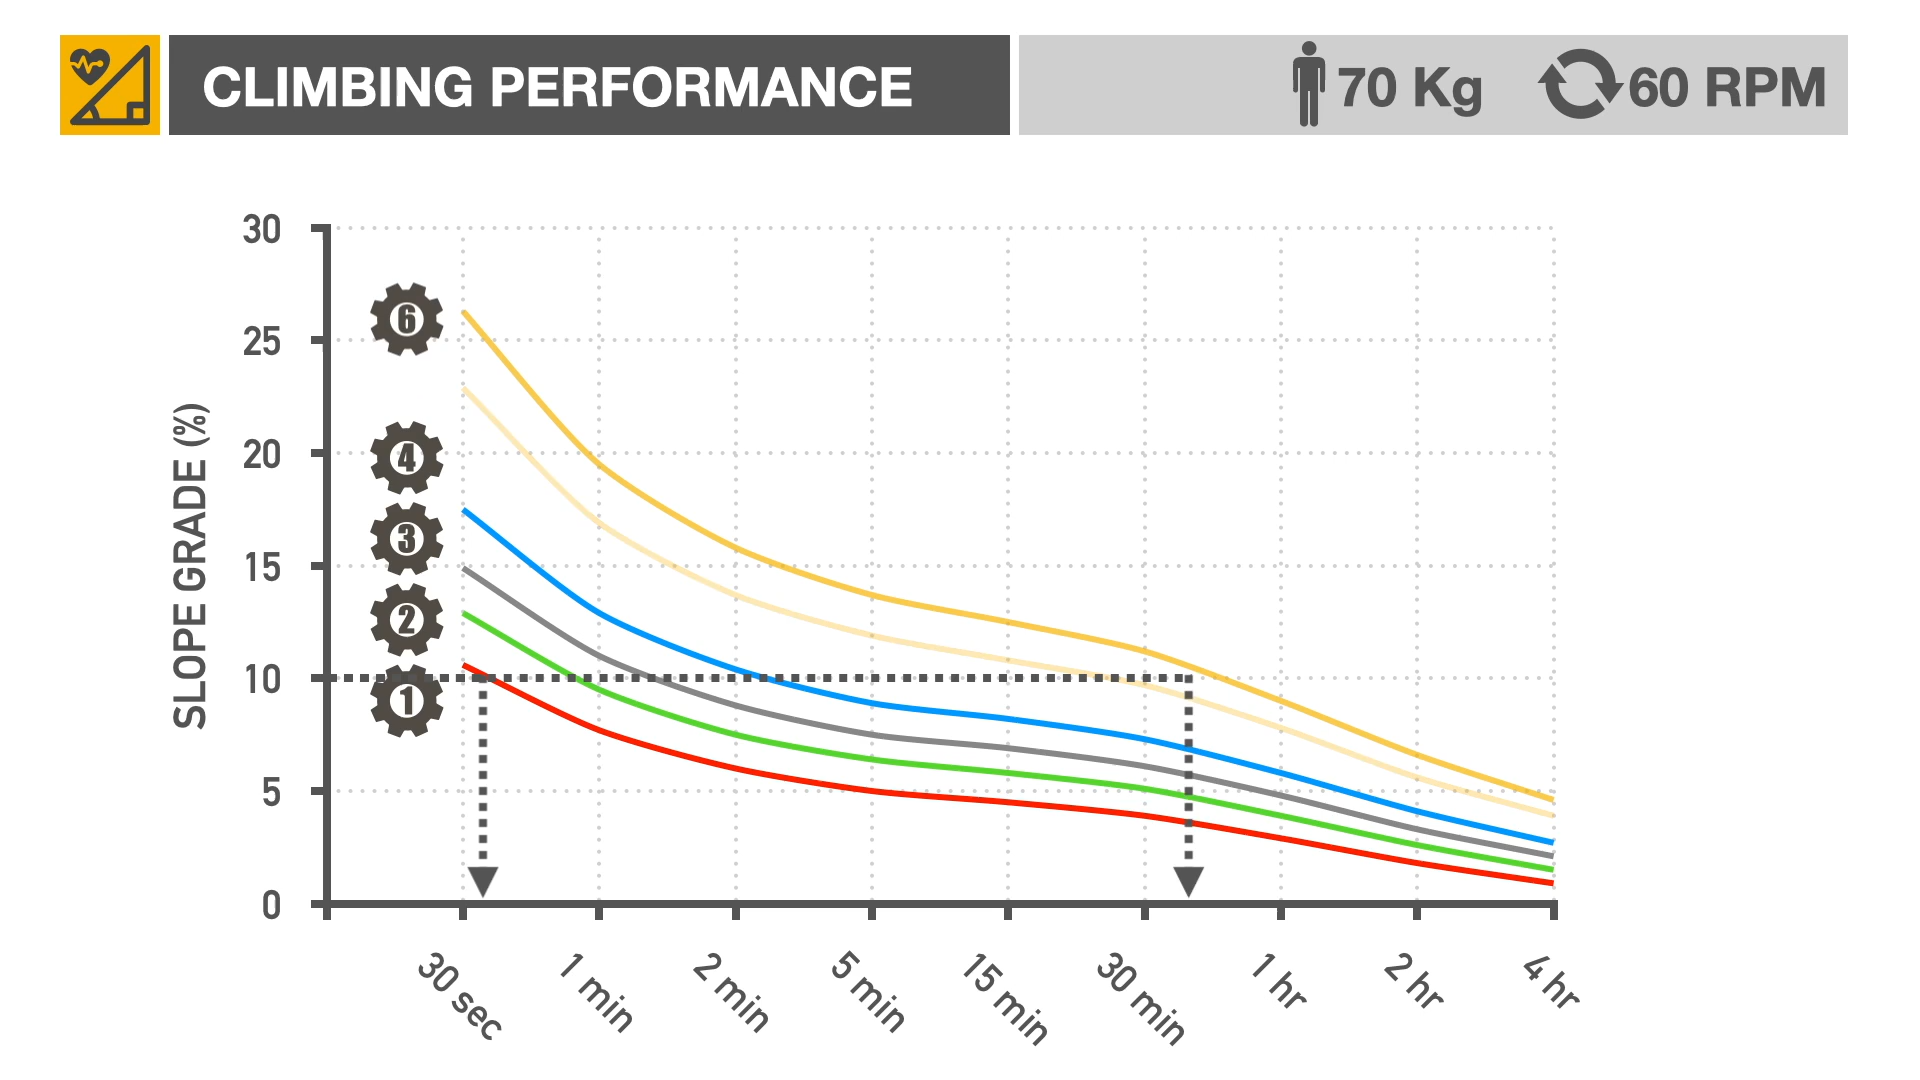 CLIMBING PERFORMANCE
70 Kg
60 RPM
SLOPE GRADE (%)
30
25
20
15
10
5
0
6
4
3
2
1
30 sec
1 min
2 min
5 min
15 min
30 min
1 hr
2 hr
4 hr